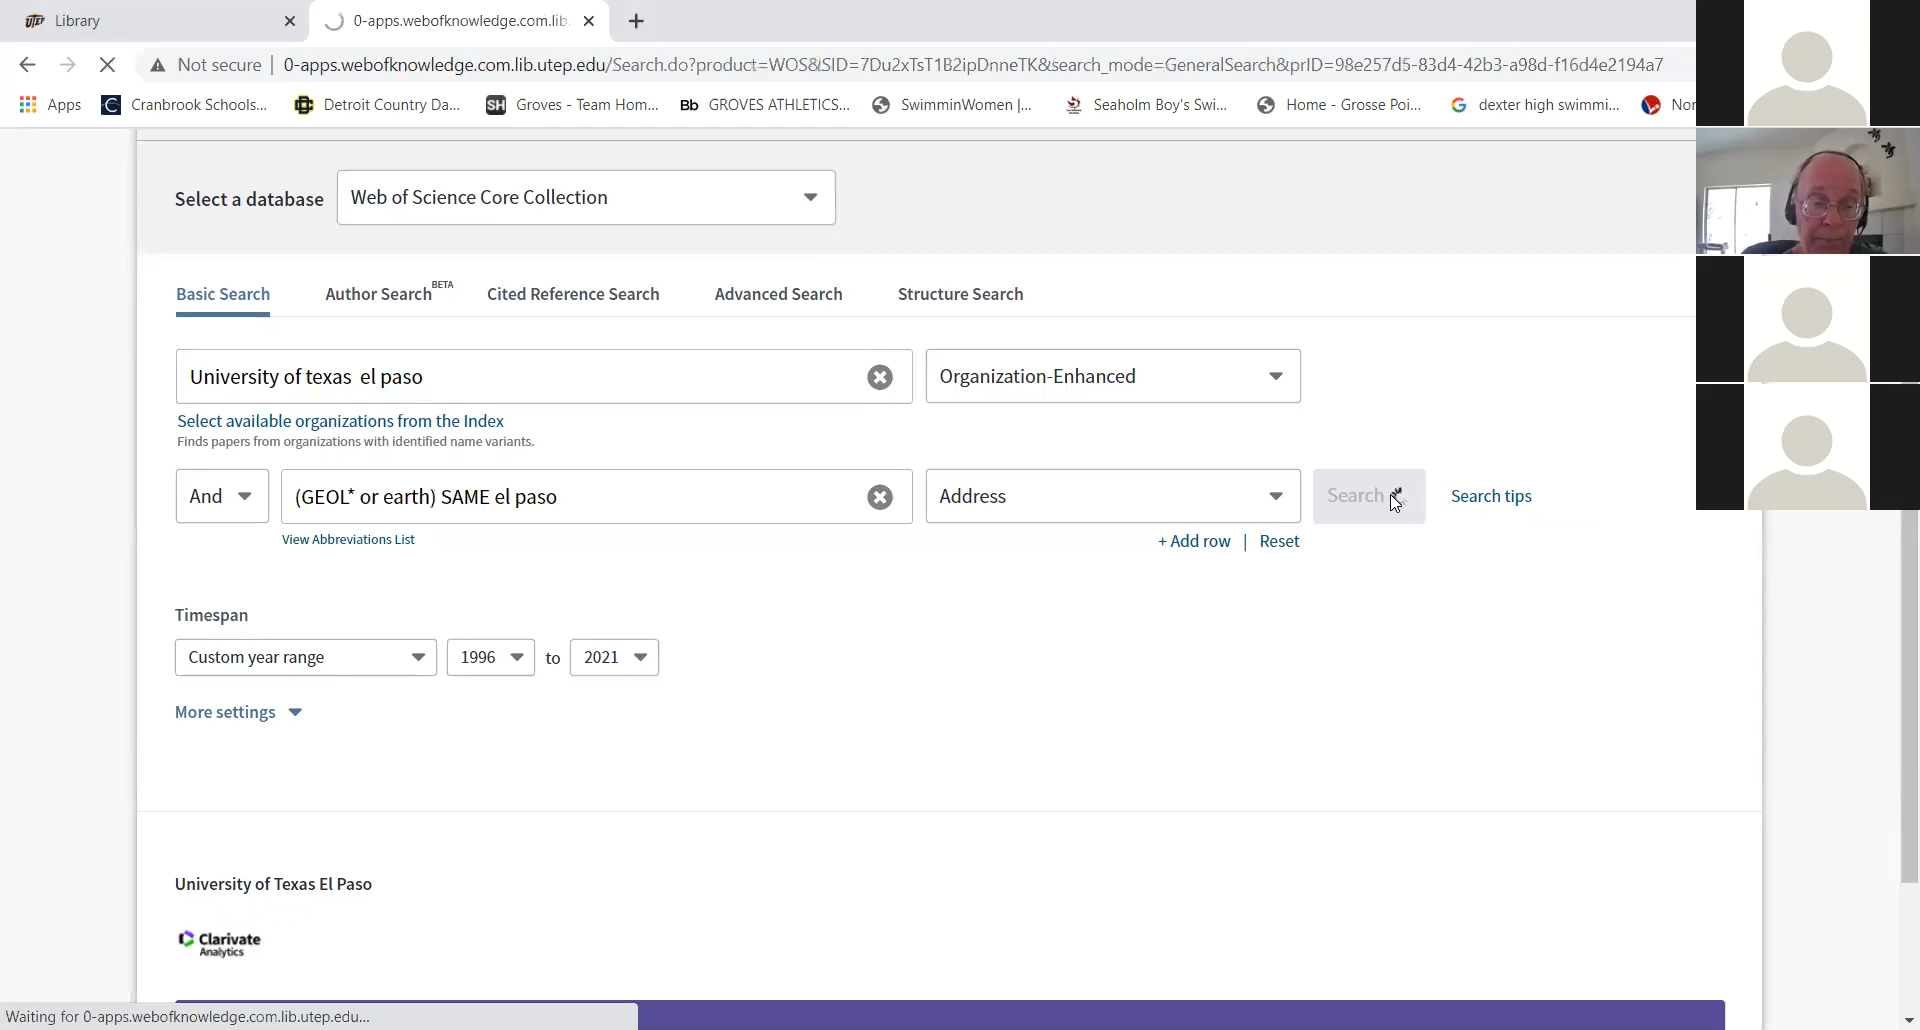 Library
0-apps.webofknowledge.com.lib.
Not secure | 0-apps.webofknowledge.com.lib.utep.edu/Search.do?product=WOS&SID=7Du2xTsT1B2ipDnneTK&search_mode=GeneralSearch&prID=98e257d5-83d4-42b3-a98d-f16d4e2194a7
Apps Cranbrook Schools... Detroit Country Da... SH Groves - Team Hom... Bb GROVES ATHLETICS... SwimminWomen |... Seaholm Boy's Swi... Home - Grosse Poi... dexter high swimmi... Nor
Select a database Web of Science Core Collection
Basic Search Author Search BETA Cited Reference Search Advanced Search Structure Search
University of texas  el paso Organization-Enhanced
Select available organizations from the Index
Finds papers from organizations with identified name variants.
And (GEOL* or earth) SAME el paso Address Search Search tips
View Abbreviations List + Add row | Reset
Timespan
Custom year range 1996 to 2021
More settings
University of Texas El Paso
Clarivate
Analytics
Waiting for 0-apps.webofknowledge.com.lib.utep.edu...